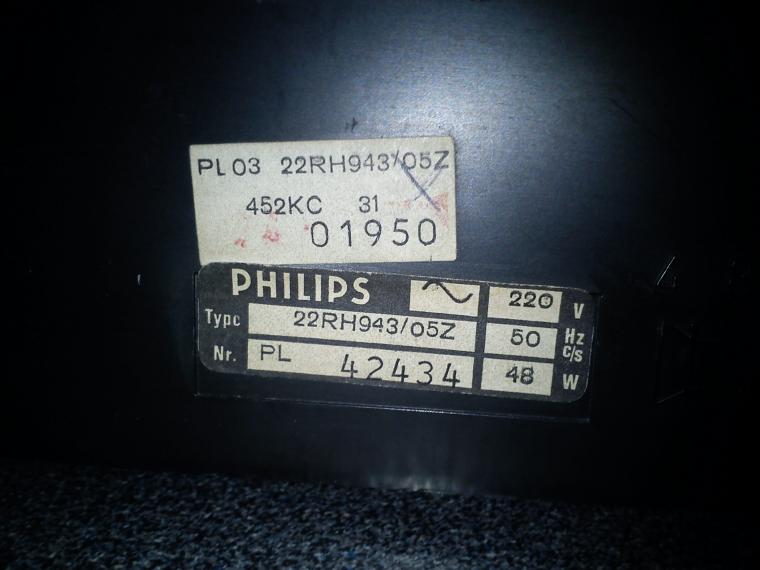 PL 03 22RH943/05Z
452KC 31
01950
PHILIPS ~ 220 V
Type 22RH943/05Z 50 Hz c/s
Nr. PL 42434 48 W